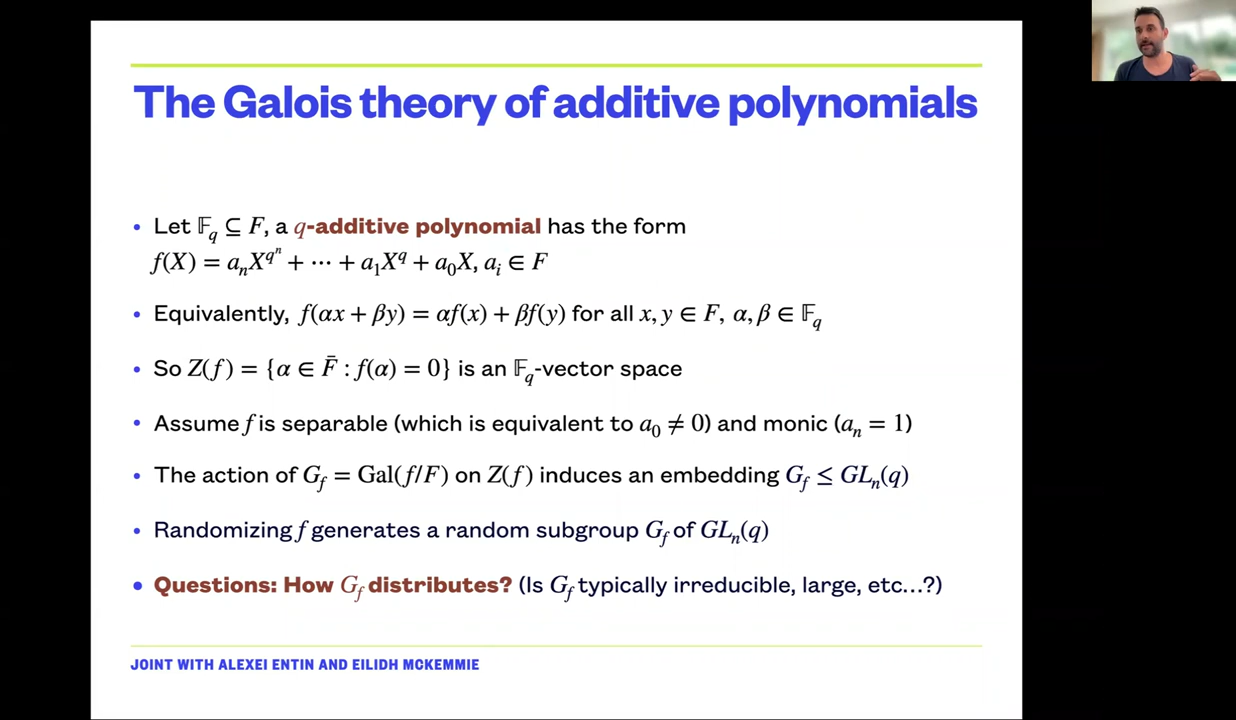 The Galois theory of additive polynomials
• Let 𝔽_q ⊆ F, a q-additive polynomial has the form
f(X) = a_nX^{q^n} + ⋯ + a_1X^q + a_0X, a_i ∈ F
• Equivalently, f(αx + βy) = αf(x) + βf(y) for all x, y ∈ F, α, β ∈ 𝔽_q
• So Z(f) = {α ∈ F̄ : f(α) = 0} is an 𝔽_q-vector space
• Assume f is separable (which is equivalent to a_0 ≠ 0) and monic (a_n = 1)
• The action of G_f = Gal(f/F) on Z(f) induces an embedding G_f ≤ GL_n(q)
• Randomizing f generates a random subgroup G_f of GL_n(q)
• Questions: How G_f distributes? (Is G_f typically irreducible, large, etc…?)
JOINT WITH ALEXEI ENTIN AND EILIDH MCKEMMIE